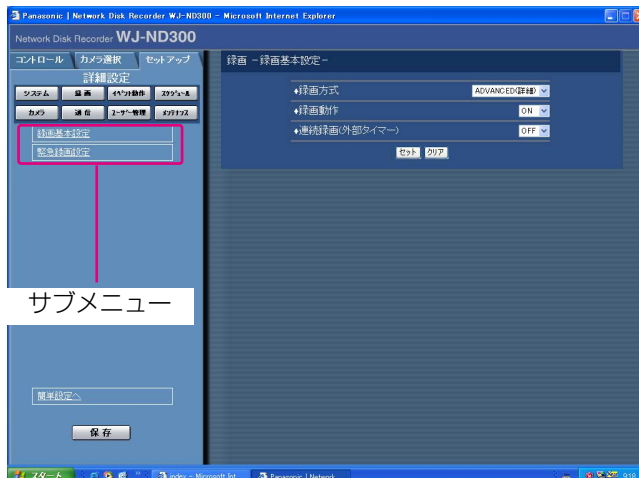 Panasonic | Network Disk Recorder WJ-ND300 - Microsoft Internet Explorer
Network Disk Recorder WJ-ND300
コントロール カメラ選択 セットアップ
詳細設定
システム 録画 イベント動作 スケジュール
カメラ 通信 ユーザー管理 メンテナンス
録画基本設定
緊急録画設定
サブメニュー
簡単設定へ
保存
録画 -録画基本設定-
♦録画方式 ADVANCED(詳細)
♦録画動作 ON
♦連続録画(外部タイマー) OFF
セット クリア
スタート index - Microsoft Int... Panasonic | Network... 9:18